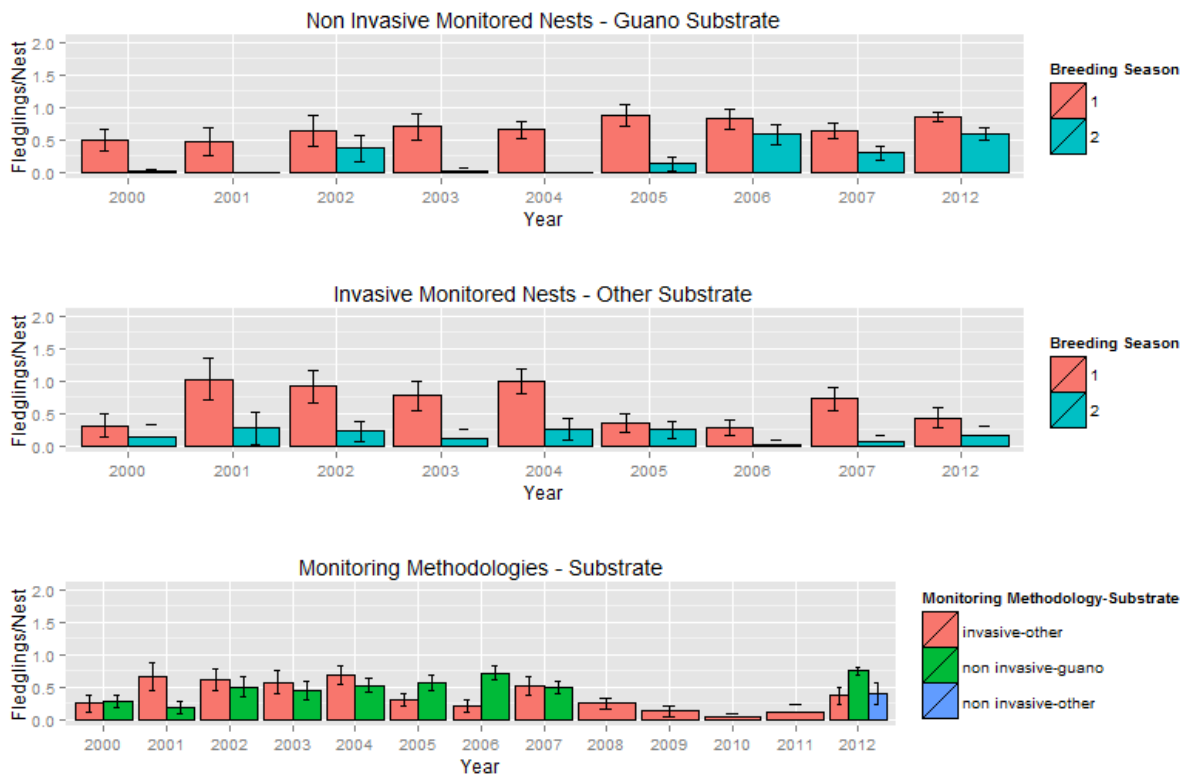 Non Invasive Monitored Nests - Guano Substrate
Fledglings/Nest
2.0
1.5
1.0
0.5
0.0
2000 2001 2002 2003 2004 2005 2006 2007 2012
Year
Breeding Season
1
2
Invasive Monitored Nests - Other Substrate
Fledglings/Nest
2.0
1.5
1.0
0.5
0.0
2000 2001 2002 2003 2004 2005 2006 2007 2012
Year
Breeding Season
1
2
Monitoring Methodologies - Substrate
Fledglings/Nest
2.0
1.5
1.0
0.5
0.0
2000 2001 2002 2003 2004 2005 2006 2007 2008 2009 2010 2011 2012
Year
Monitoring Methodology-Substrate
invasive-other
non invasive-guano
non invasive-other